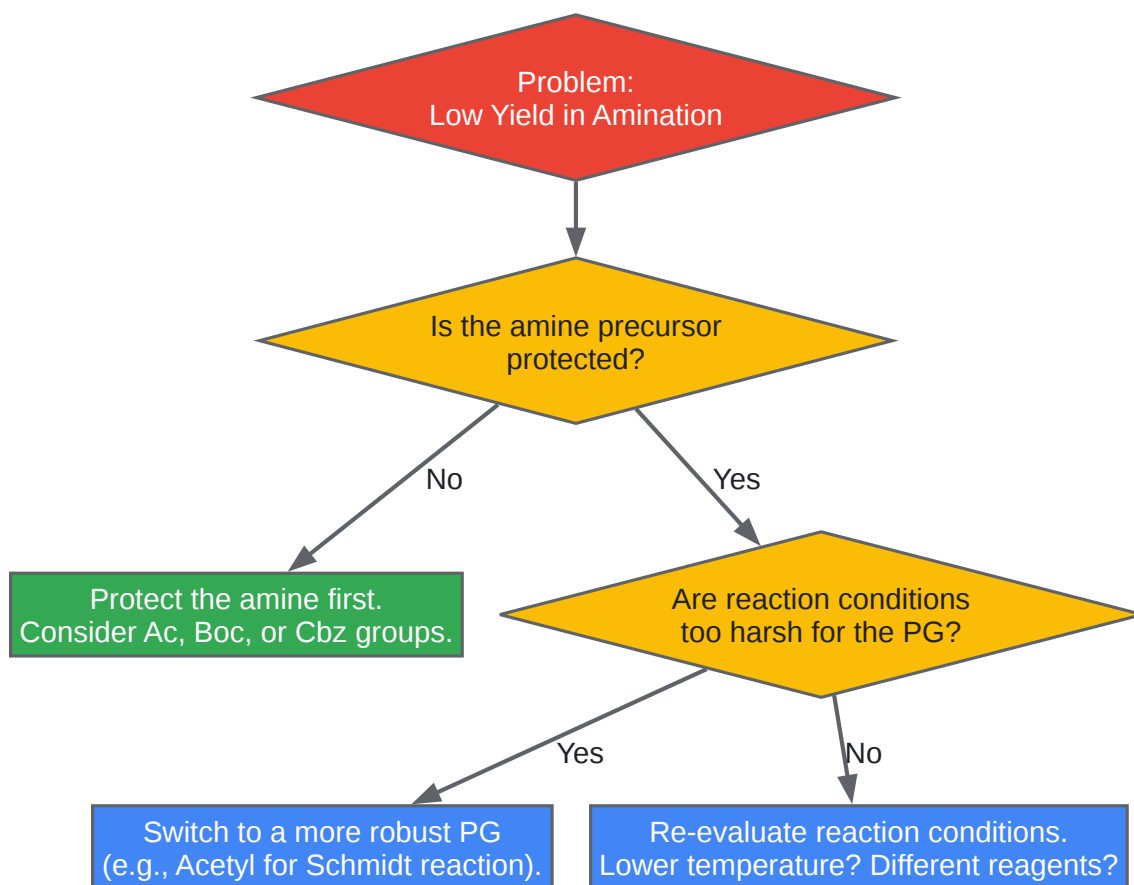 Problem:
Low Yield in Amination
Is the amine precursor
protected?
No
Yes
Protect the amine first.
Consider Ac, Boc, or Cbz groups.
Are reaction conditions
too harsh for the PG?
Yes
No
Switch to a more robust PG
(e.g., Acetyl for Schmidt reaction).
Re-evaluate reaction conditions.
Lower temperature? Different reagents?